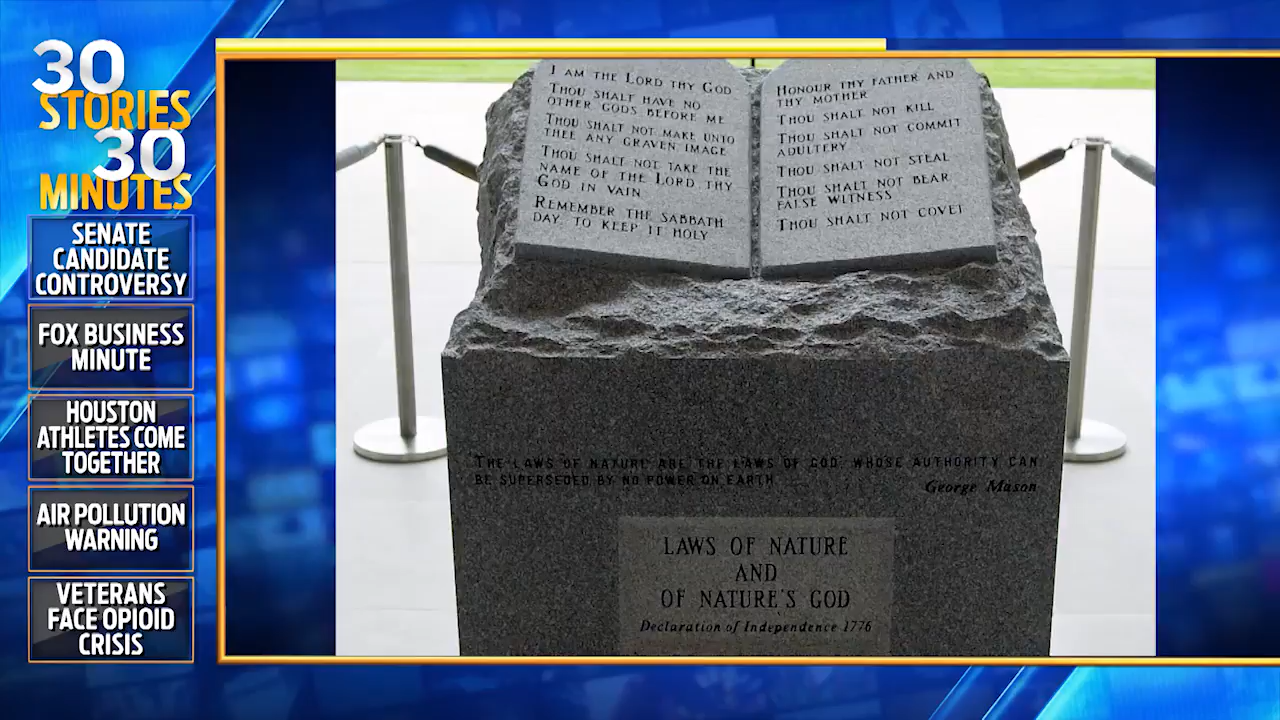 30
STORIES
30
MINUTES
SENATE
CANDIDATE
CONTROVERSY
FOX BUSINESS
MINUTE
HOUSTON
ATHLETES COME
TOGETHER
AIR POLLUTION
WARNING
VETERANS
FACE OPIOID
CRISIS
I AM THE LORD THY GOD
THOU SHALT HAVE NO
OTHER GODS BEFORE ME
THOU SHALT NOT MAKE UNTO
THEE ANY GRAVEN IMAGE
THOU SHALT NOT TAKE THE
NAME OF THE LORD THY
GOD IN VAIN
REMEMBER THE SABBATH
DAY, TO KEEP IT HOLY
HONOUR THY FATHER AND
THY MOTHER
THOU SHALT NOT KILL
THOU SHALT NOT COMMIT
ADULTERY
THOU SHALT NOT STEAL
THOU SHALT NOT BEAR
FALSE WITNESS
THOU SHALT NOT COVET
THE LAWS OF NATURE ARE THE LAWS OF GOD WHOSE AUTHORITY CAN
BE SUPERSEDED BY NO POWER ON EARTH
George Mason
LAWS OF NATURE
AND
OF NATURE'S GOD
Declaration of Independence 1776